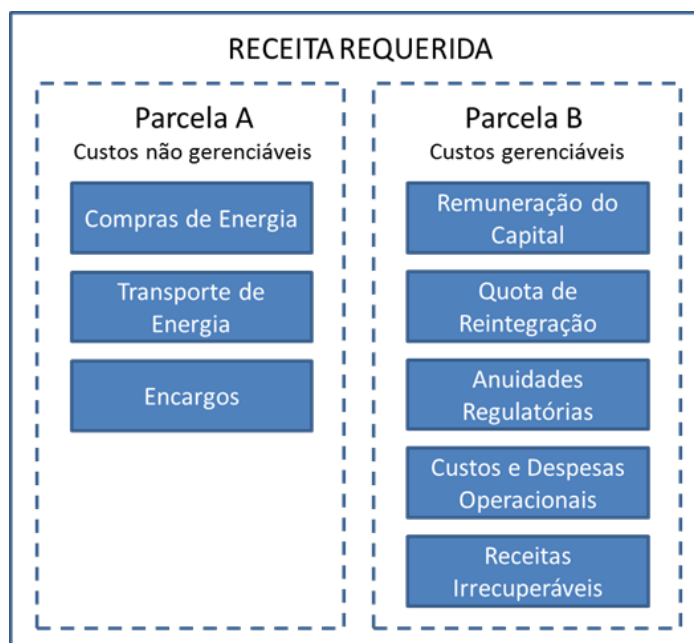 RECEITA REQUERIDA
Parcela A
Custos não gerenciáveis
Compras de Energia
Transporte de
Energia
Encargos
Parcela B
Custos gerenciáveis
Remuneração do
Capital
Quota de
Reintegração
Anuidades
Regulatórias
Custos e Despesas
Operacionais
Receitas
Irrecuperáveis